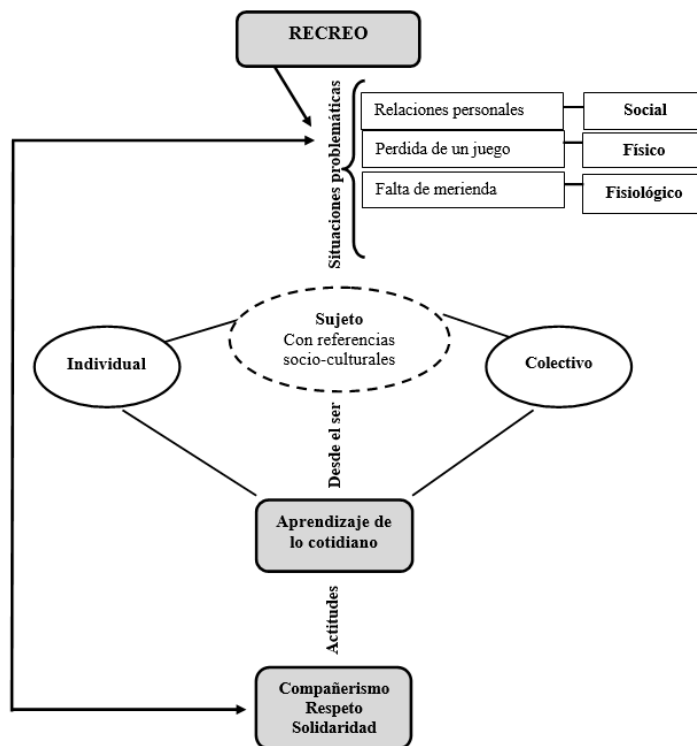 RECREO
Situaciones problemáticas
Relaciones personales
Social
Perdida de un juego
Físico
Falta de merienda
Fisiológico
Sujeto
Con referencias
socio-culturales
Individual
Colectivo
Desde el ser
Aprendizaje de
lo cotidiano
Actitudes
Compañerismo
Respeto
Solidaridad